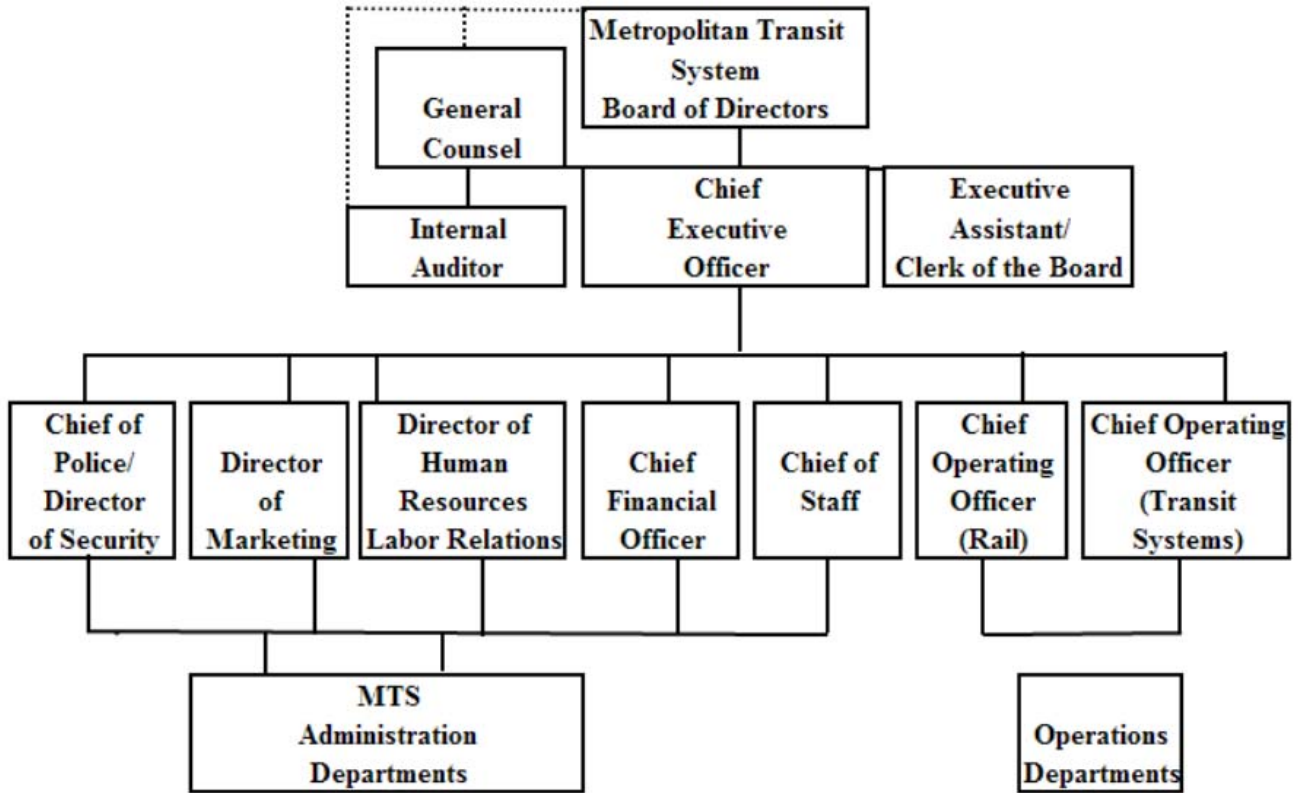 Metropolitan Transit
System
Board of Directors
General
Counsel
Internal
Auditor
Chief
Executive
Officer
Executive
Assistant/
Clerk of the Board
Chief of
Police/
Director
of Security
Director
of
Marketing
Director of
Human
Resources
Labor Relations
Chief
Financial
Officer
Chief of
Staff
Chief
Operating
Officer
(Rail)
Chief Operating
Officer
(Transit
Systems)
MTS
Administration
Departments
Operations
Departments